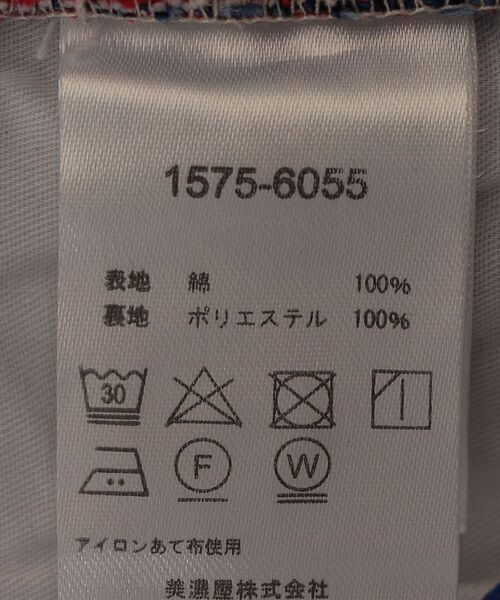 1575-6055
表地 綿 100%
裏地 ポリエステル 100%
30
F W
アイロンあて布使用
美濃屋株式会社